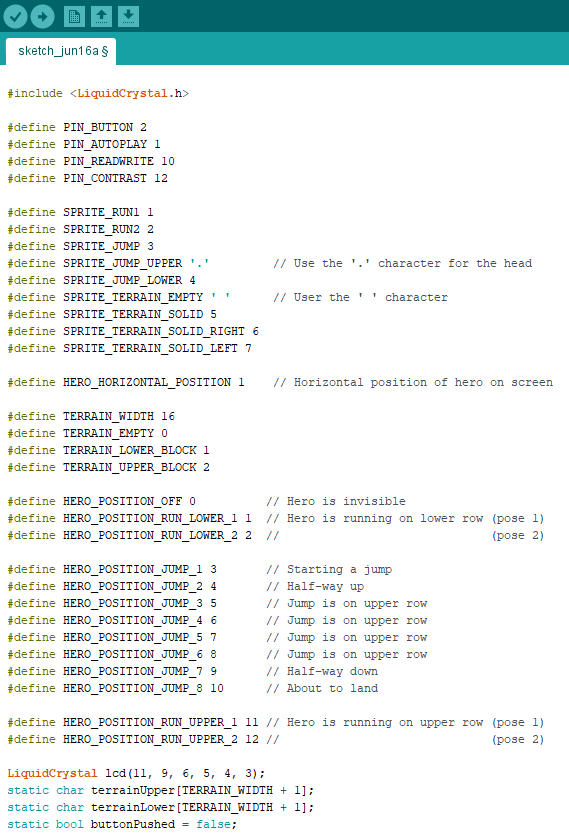 sketch_jun16a §
#include <LiquidCrystal.h>
#define PIN_BUTTON 2
#define PIN_AUTOPLAY 1
#define PIN_READWRITE 10
#define PIN_CONTRAST 12
#define SPRITE_RUN1 1
#define SPRITE_RUN2 2
#define SPRITE_JUMP 3
#define SPRITE_JUMP_UPPER '.'         // Use the '.' character for the head
#define SPRITE_JUMP_LOWER 4
#define SPRITE_TERRAIN_EMPTY ' '      // User the ' ' character
#define SPRITE_TERRAIN_SOLID 5
#define SPRITE_TERRAIN_SOLID_RIGHT 6
#define SPRITE_TERRAIN_SOLID_LEFT 7
#define HERO_HORIZONTAL_POSITION 1    // Horizontal position of hero on screen
#define TERRAIN_WIDTH 16
#define TERRAIN_EMPTY 0
#define TERRAIN_LOWER_BLOCK 1
#define TERRAIN_UPPER_BLOCK 2
#define HERO_POSITION_OFF 0          // Hero is invisible
#define HERO_POSITION_RUN_LOWER_1 1  // Hero is running on lower row (pose 1)
#define HERO_POSITION_RUN_LOWER_2 2  //                              (pose 2)
#define HERO_POSITION_JUMP_1 3       // Starting a jump
#define HERO_POSITION_JUMP_2 4       // Half-way up
#define HERO_POSITION_JUMP_3 5       // Jump is on upper row
#define HERO_POSITION_JUMP_4 6       // Jump is on upper row
#define HERO_POSITION_JUMP_5 7       // Jump is on upper row
#define HERO_POSITION_JUMP_6 8       // Jump is on upper row
#define HERO_POSITION_JUMP_7 9       // Half-way down
#define HERO_POSITION_JUMP_8 10      // About to land
#define HERO_POSITION_RUN_UPPER_1 11 // Hero is running on upper row (pose 1)
#define HERO_POSITION_RUN_UPPER_2 12 //                              (pose 2)
LiquidCrystal lcd(11, 9, 6, 5, 4, 3);
static char terrainUpper[TERRAIN_WIDTH + 1];
static char terrainLower[TERRAIN_WIDTH + 1];
static bool buttonPushed = false;